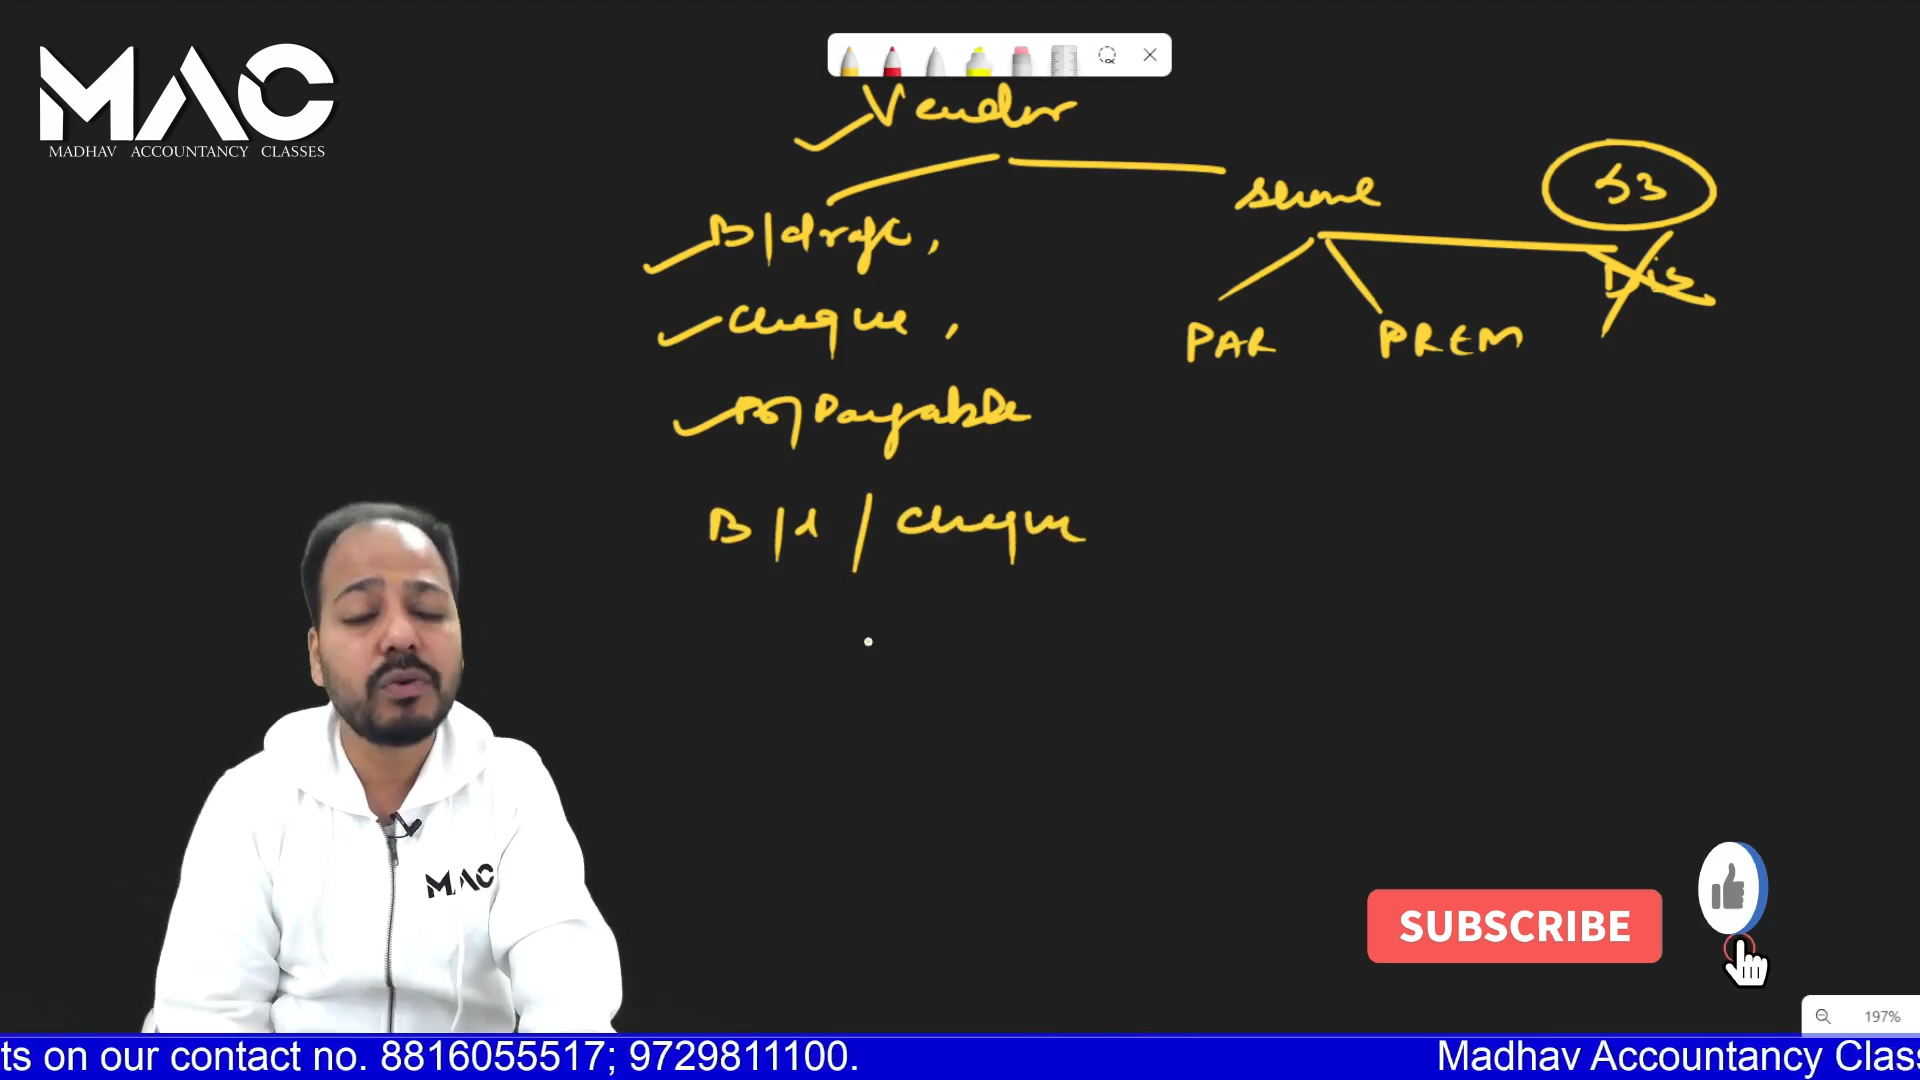 MAC
MADHAV ACCOUNTANCY CLASSES
Vendor
B/draft,
Share
53
Dis
Cheque,
PAR
PREM
B/Payable
B/d / Cheque
MAC
SUBSCRIBE
197%
ts on our contact no. 8816055517; 9729811100.
Madhav Accountancy Class